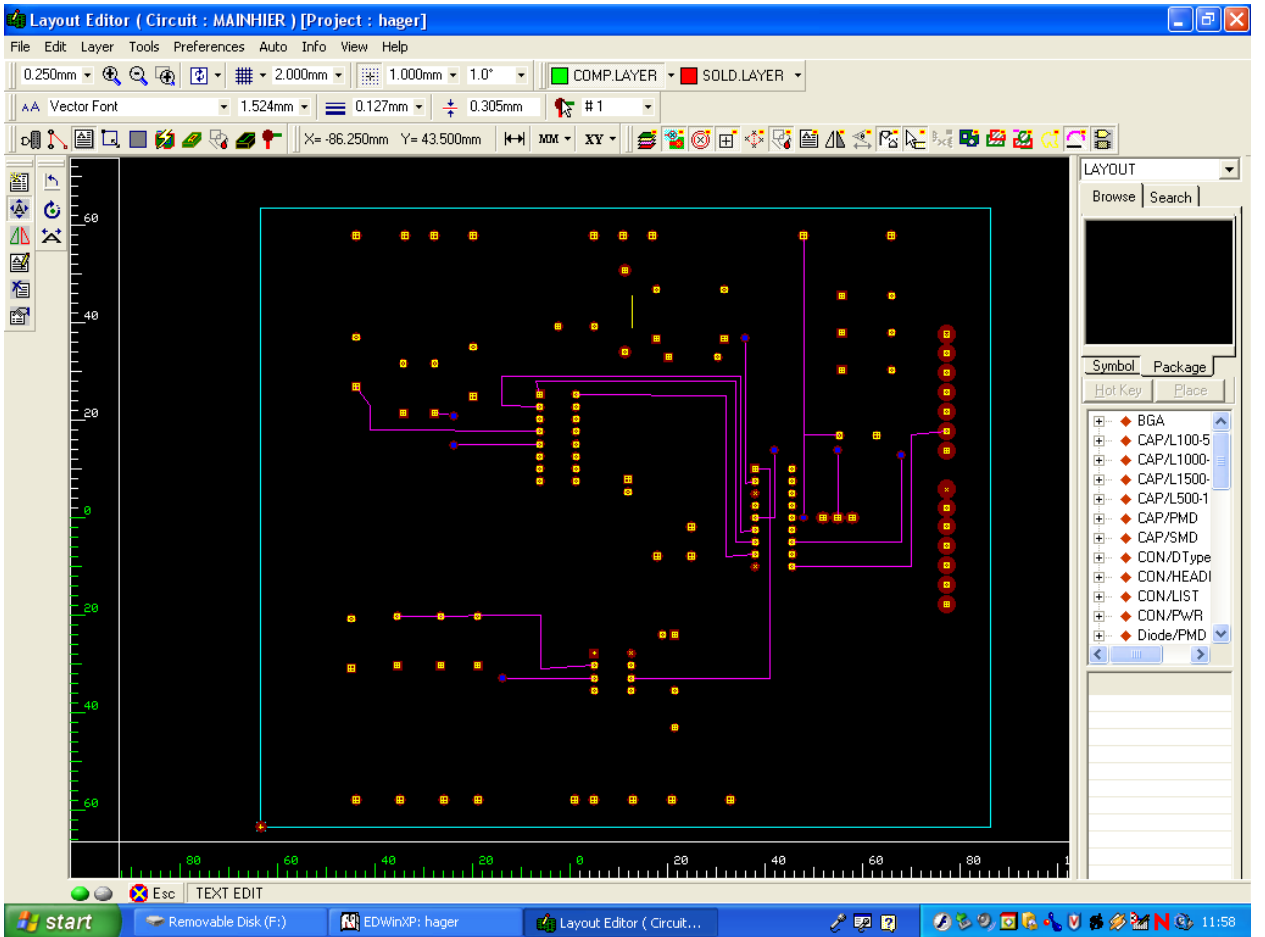 Layout Editor ( Circuit : MAINHIER ) [Project : hager]
File Edit Layer Tools Preferences Auto Info View Help
0.250mm 2.000mm 1.000mm 1.0° COMP.LAYER SOLD.LAYER
AA Vector Font 1.524mm 0.127mm 0.305mm # 1
X= -86.250mm Y= 43.500mm MM XY
LAYOUT
Browse Search
60
40
20
0
20
40
60
80 60 40 20 0 20 40 60 80 1
Symbol Package
Hot Key Place
BGA
CAP/L100-5
CAP/L1000-
CAP/L1500-
CAP/L500-1
CAP/PMD
CAP/SMD
CON/DType
CON/HEADI
CON/LIST
CON/PWR
Diode/PMD
Esc TEXT EDIT
start Removable Disk (F:) EDWinXP: hager Layout Editor ( Circuit... 11:58